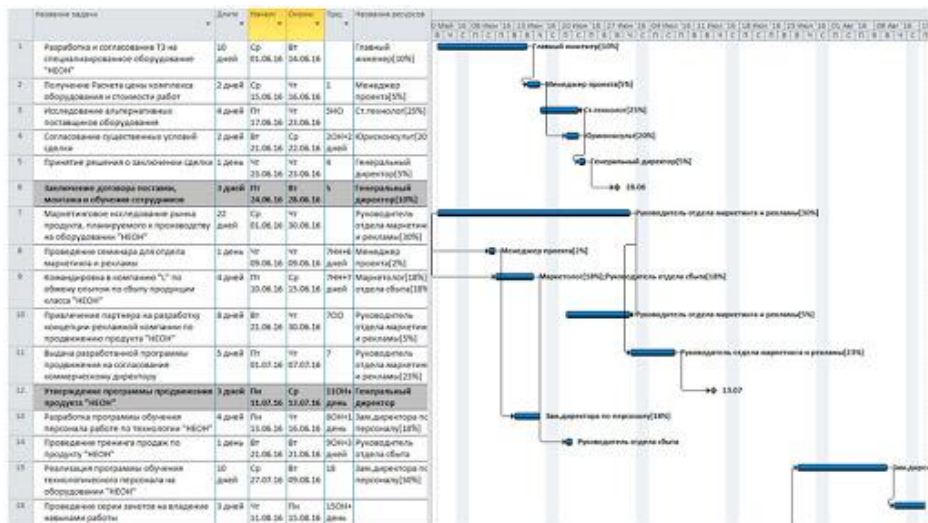 Название задачи Длите Начало Оконч Пред Названия ресурсов
1 Разработка и согласование ТЗ на специализированное оборудование "НЕОН" 10 дней Ср 01.06.16 Вт 14.06.16 Главный инженер[10%]
2 Получение Расчета цены комплекса оборудования и стоимости работ 2 дней Ср 15.06.16 Чт 16.06.16 1 Менеджер проекта[5%]
3 Исследование альтернативных поставщиков оборудования 4 дней Пт 17.06.16 5НО Ст.технолог[25%]
4 Согласование существенных условий сделки 2 дней Вт 21.06.16 Ср 22.06.16 Юрисконсульт[20
5 Принятие решения о заключении сделки 1 день Чт 23.06.16 Чт 23.06.16 4 Генеральный директор[5%]
6 Заключение договора поставки, монтажа и обучения сотрудников 3 дней Пт 24.06.16 Вт 28.06.16 5 Генеральный директор[10%]
7 Маркетинговое исследование рынка продукта, планируемого к производству на оборудовании "НЕОН" 22 дней Ср 01.06.16 Чт 30.06.16 Руководитель отдела маркетин и рекламы[30%]
8 Проведение семинара для отдела маркетинга и рекламы 1 день Чт 09.06.16 Чт 09.06.16 Менеджер проекта[2%]
9 Командировка в компанию "L" по обмену опытом по сбыту продукции класса "НЕОН" 4 дней Пт 10.06.16 Ср 15.06.16 Маркетолог[18%] отдела сбыта[18%
10 Привлечение партнера на разработку концепции рекламной компании по продвижению продукта "НЕОН" 8 дней Вт 21.06.16 Чт 30.06.16 7ОО Руководитель отдела маркетин и рекламы[5%]
11 Выдача разработанной программы продвижения на согласование коммерческому директору 5 дней Пт 01.07.16 Чт 07.07.16 7 Руководитель отдела маркетин и рекламы[23%]
12 Утверждение программы продвижения продукта "НЕОН" 3 дней Пн 11.07.16 Ср 13.07.16 день Генеральный директор
13 Разработка программы обучения персонала работе по технологии "НЕОН" 4 дней Пн 13.06.16 Чт 16.06.16 день Зам.директора по персоналу[18%]
14 Проведение тренинга продаж по продукту "НЕОН" 1 день Вт 21.06.16 Вт 21.06.16 дней Руководитель отдела сбыта
15 Реализация программы обучения технологического персонала на оборудовании "НЕОН" 10 дней Ср 27.07.16 Вт 09.08.16 18 Зам.директора по персоналу[50%]
16 Проведение серии зачетов на владение навыками работы 3 дней Чт 11.08.16 Пн 15.08.16 15ОН+ день
Главный инженер[10%]
Менеджер проекта[5%]
Ст.технолог[25%]
Юрисконсульт[20%]
Генеральный директор[5%]
28.06
Руководитель отдела маркетинга и рекламы[30%]
Менеджер проекта[2%]
Маркетолог[18%];Руководитель отдела сбыта[18%]
Руководитель отдела маркетинга и рекламы[5%]
Руководитель отдела маркетинга и рекламы[23%]
13.07
Зам.директора по персоналу[18%]
Руководитель отдела сбыта